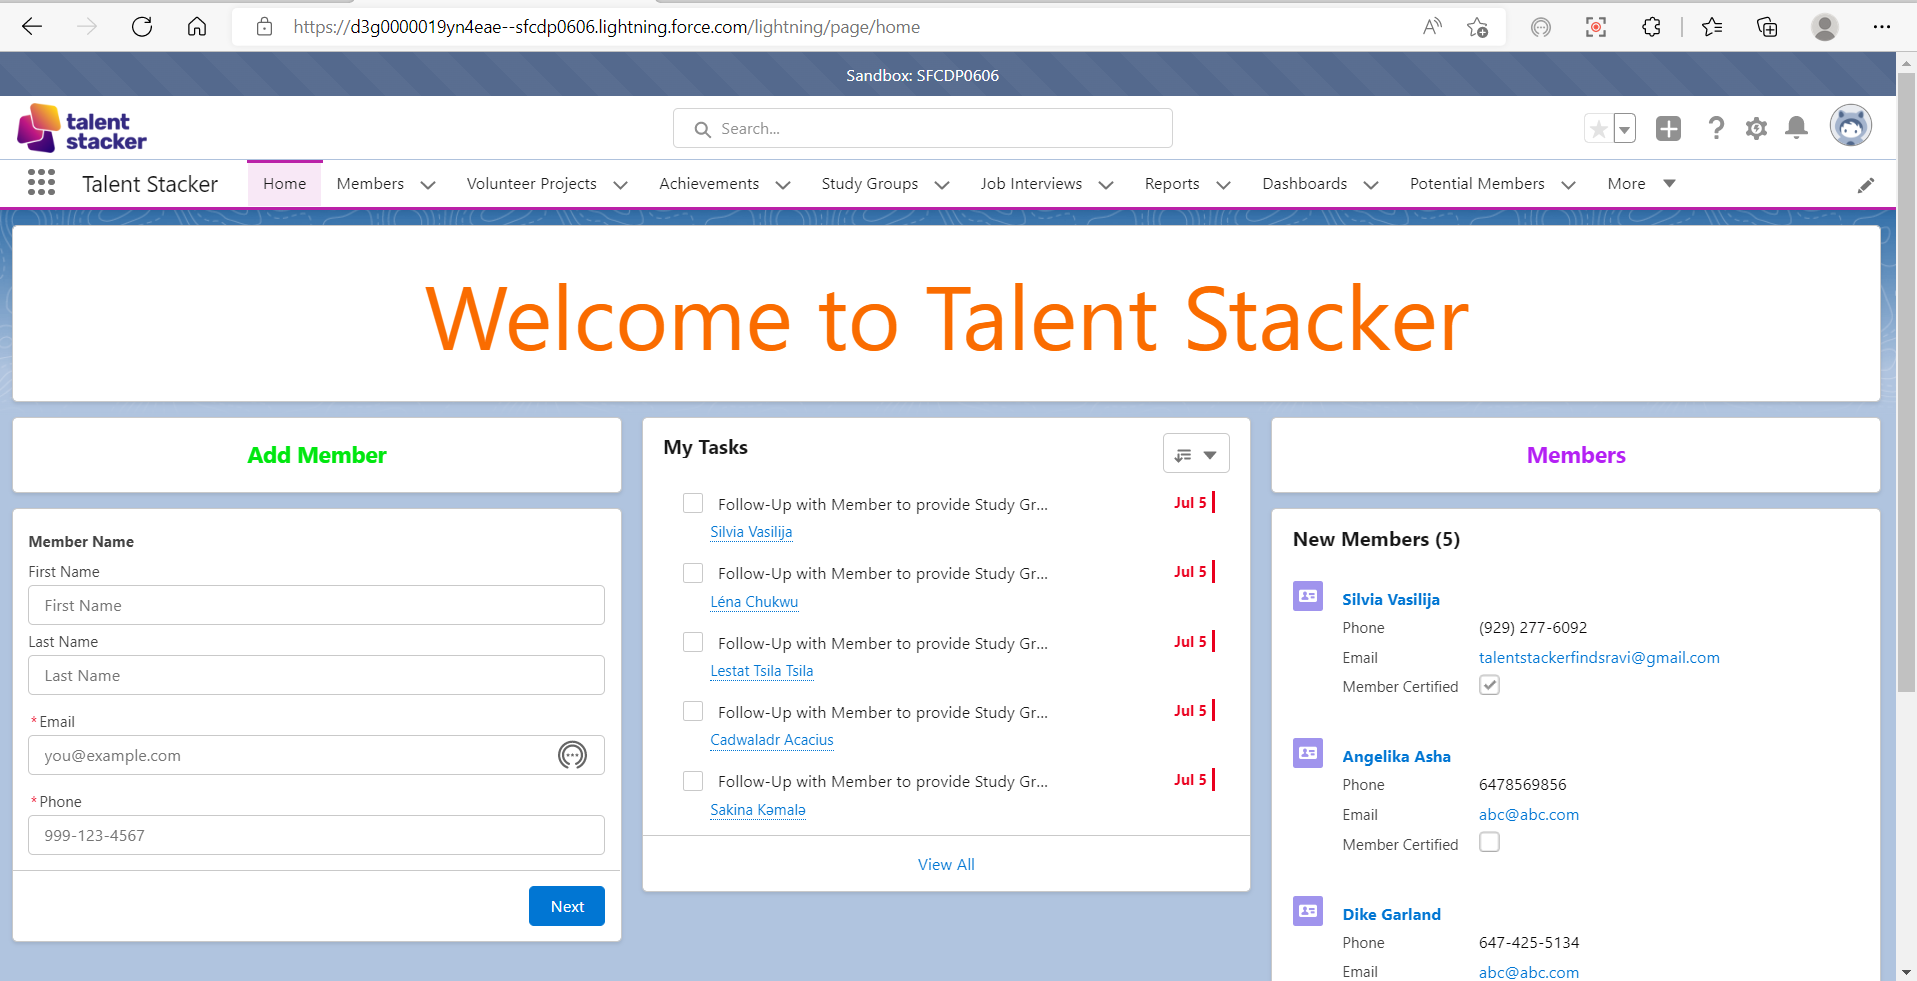 https://d3g0000019yn4eae--sfcdp0606.lightning.force.com/lightning/page/home
Sandbox: SFCDP0606
talent
stacker
Search...
Talent Stacker
Home
Members
Volunteer Projects
Achievements
Study Groups
Job Interviews
Reports
Dashboards
Potential Members
More
Welcome to Talent Stacker
Add Member
Member Name
First Name
First Name
Last Name
Last Name
*Email
you@example.com
*Phone
999-123-4567
Next
My Tasks
Follow-Up with Member to provide Study Gr... Jul 5
Silvia Vasilija
Follow-Up with Member to provide Study Gr... Jul 5
Léna Chukwu
Follow-Up with Member to provide Study Gr... Jul 5
Lestat Tsila Tsila
Follow-Up with Member to provide Study Gr... Jul 5
Cadwaladr Acacius
Follow-Up with Member to provide Study Gr... Jul 5
Sakina Kəmalə
View All
Members
New Members (5)
Silvia Vasilija
Phone (929) 277-6092
Email talentstackerfindsravi@gmail.com
Member Certified
Angelika Asha
Phone 6478569856
Email abc@abc.com
Member Certified
Dike Garland
Phone 647-425-5134
Email abc@abc.com